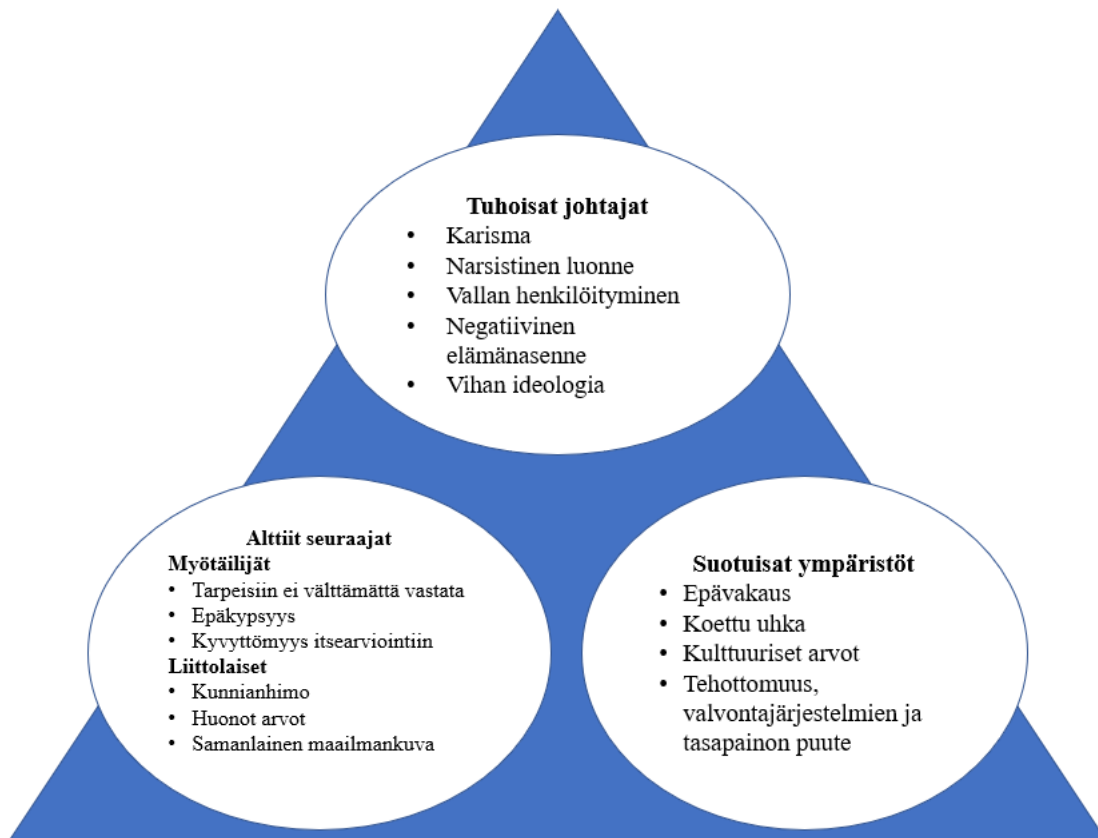 Tuhoisat johtajat
• Karisma
• Narsistinen luonne
• Vallan henkilöityminen
• Negatiivinen
elämänasenne
• Vihan ideologia
Alttiit seuraajat
Myötäilijät
• Tarpeisiin ei välttämättä vastata
• Epäkypsyys
• Kyvyttömyys itsearviointiin
Liittolaiset
• Kunnianhimo
• Huonot arvot
• Samanlainen maailmankuva
Suotuisat ympäristöt
• Epävakaus
• Koettu uhka
• Kulttuuriset arvot
• Tehottomuus,
valvontajärjestelmien ja
tasapainon puute